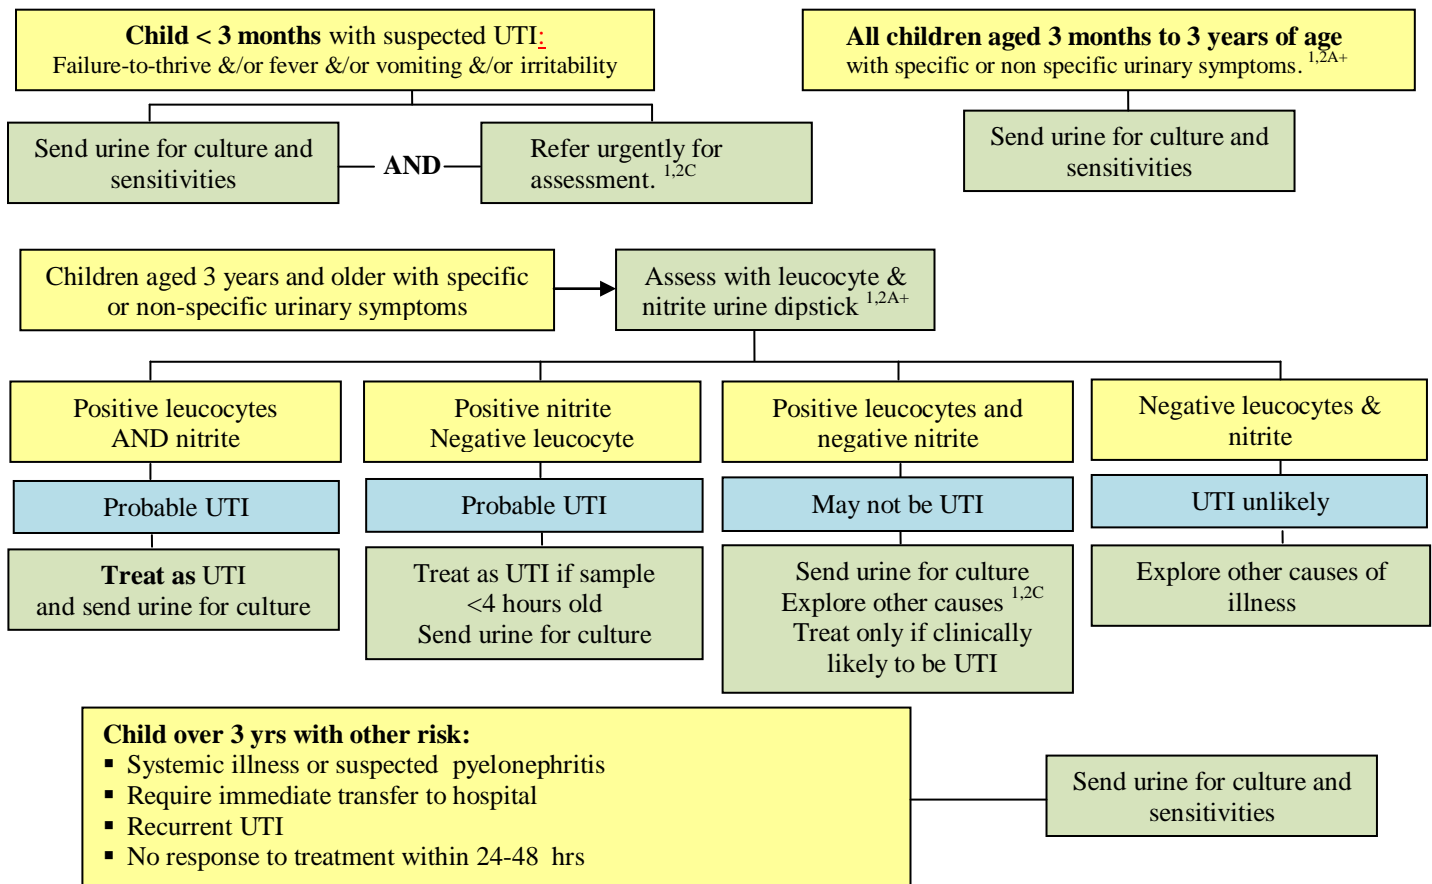 Child < 3 months with suspected UTI:
Failure-to-thrive &/or fever &/or vomiting &/or irritability
All children aged 3 months to 3 years of age
with specific or non specific urinary symptoms. 1,2A+
Send urine for culture and
sensitivities
AND
Refer urgently for
assessment. 1,2C
Send urine for culture and
sensitivities
Children aged 3 years and older with specific
or non-specific urinary symptoms
Assess with leucocyte &
nitrite urine dipstick 1,2A+
Positive leucocytes
AND nitrite
Positive nitrite
Negative leucocyte
Positive leucocytes and
negative nitrite
Negative leucocytes &
nitrite
Probable UTI
Probable UTI
May not be UTI
UTI unlikely
Treat as UTI
and send urine for culture
Treat as UTI if sample
<4 hours old
Send urine for culture
Send urine for culture
Explore other causes 1,2C
Treat only if clinically
likely to be UTI
Explore other causes of
illness
Child over 3 yrs with other risk:
▪ Systemic illness or suspected pyelonephritis
▪ Require immediate transfer to hospital
▪ Recurrent UTI
▪ No response to treatment within 24-48 hrs
Send urine for culture and
sensitivities